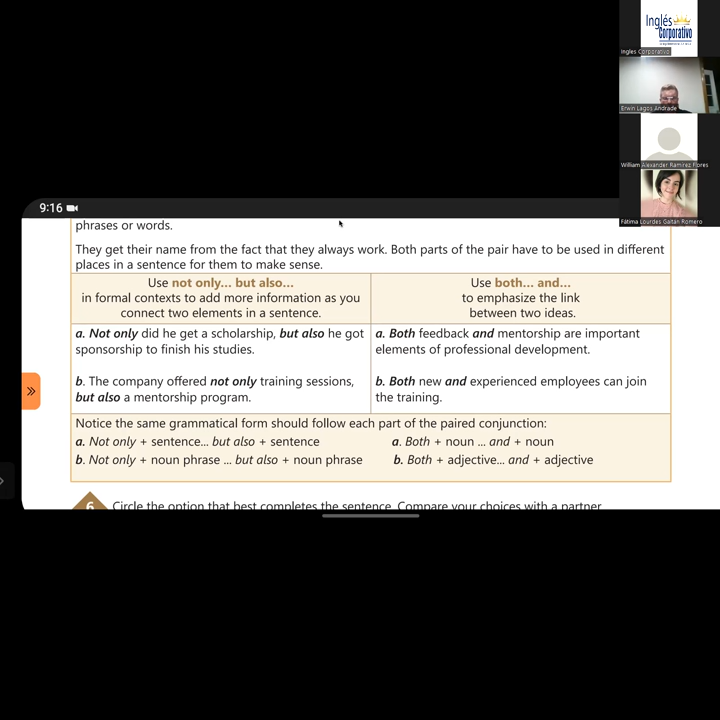 Inglés
Corporativo
Ingles Corporativo
Erwin Lagos Andrade
William Alexander Ramirez Flores
Fátima Lourdes Gaitán Romero
9:16
phrases or words.
They get their name from the fact that they always work. Both parts of the pair have to be used in different
places in a sentence for them to make sense.
Use not only... but also...
in formal contexts to add more information as you
connect two elements in a sentence.
Use both... and...
to emphasize the link
between two ideas.
a. Not only did he get a scholarship, but also he got
sponsorship to finish his studies.
b. The company offered not only training sessions,
but also a mentorship program.
a. Both feedback and mentorship are important
elements of professional development.
b. Both new and experienced employees can join
the training.
Notice the same grammatical form should follow each part of the paired conjunction:
a. Not only + sentence... but also + sentence
b. Not only + noun phrase ... but also + noun phrase
a. Both + noun ... and + noun
b. Both + adjective... and + adjective
6 Circle the option that best completes the sentence. Compare your choices with a partner